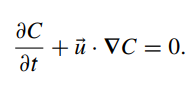 ∂C/∂t + u⃗ · ∇C = 0.